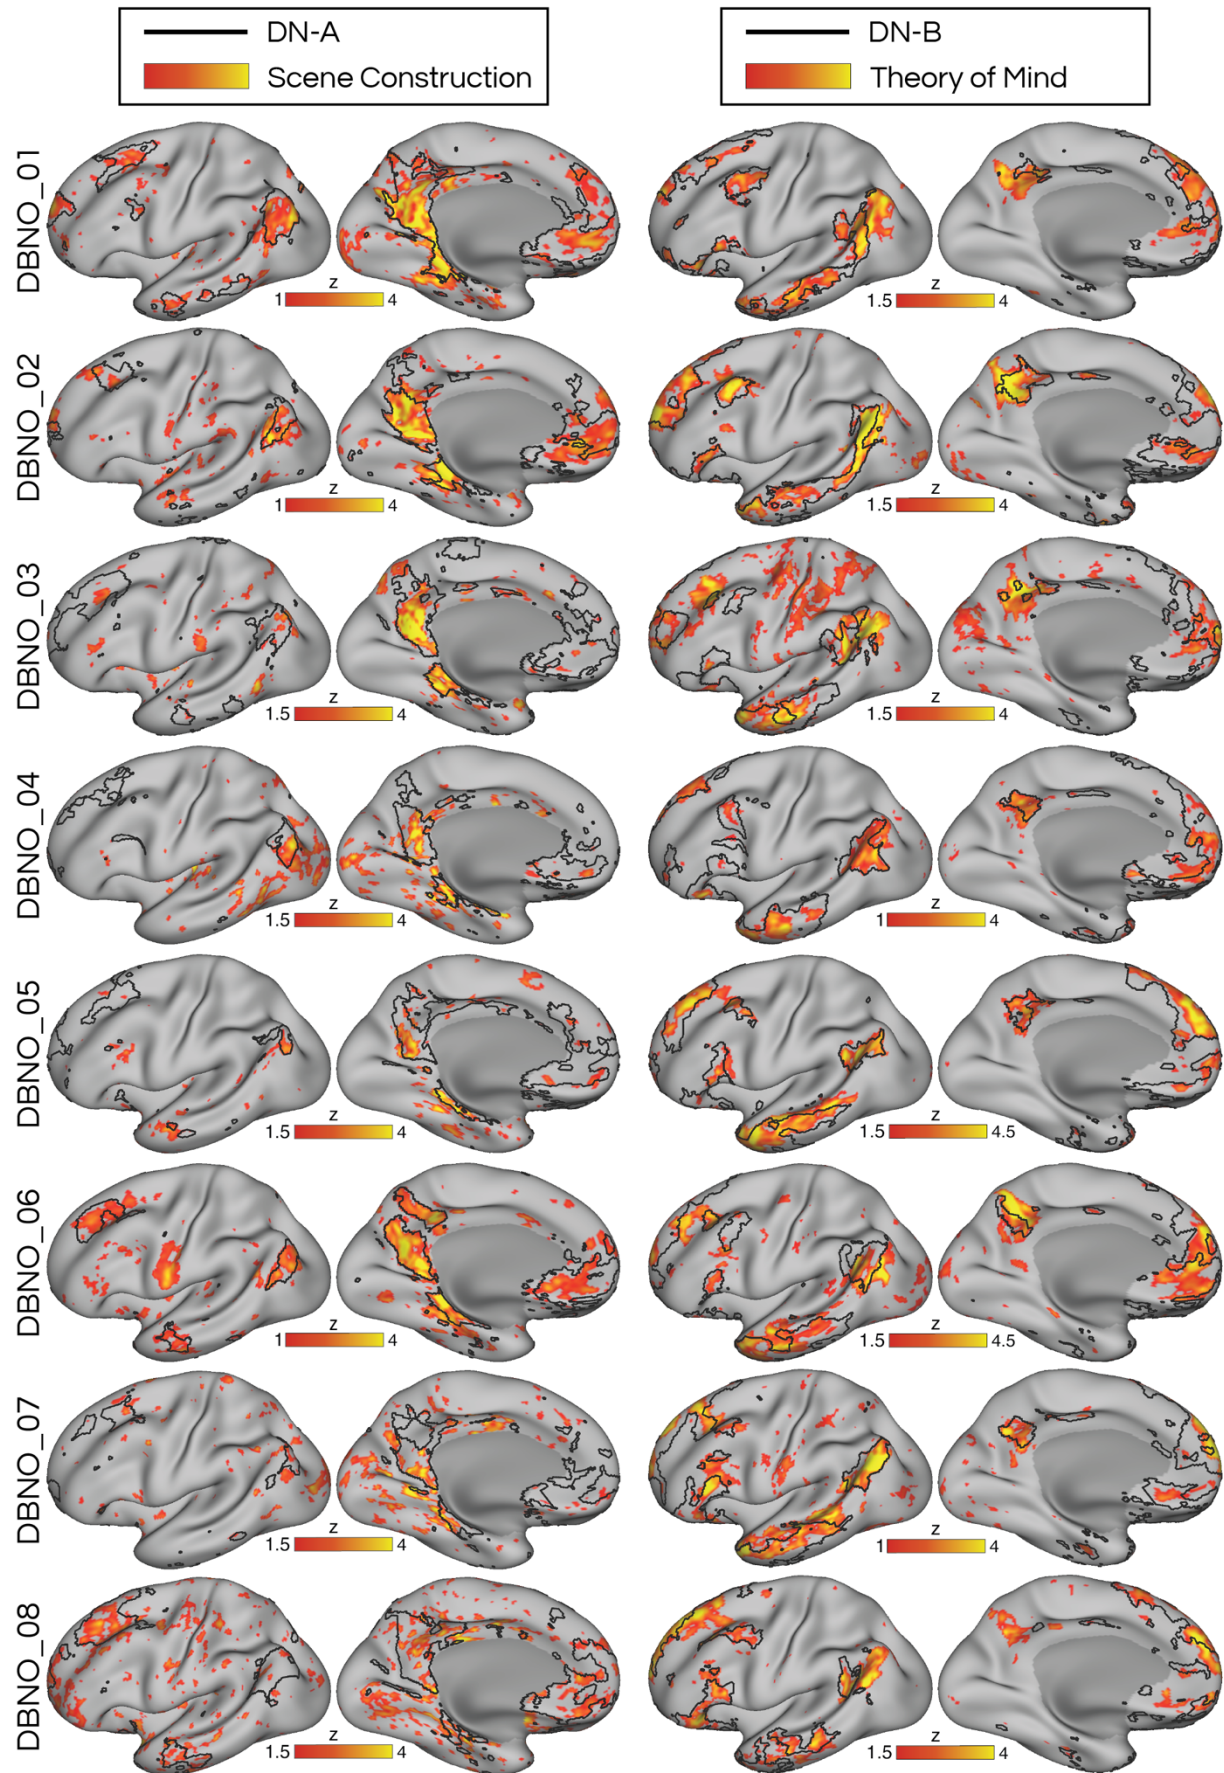 DN-A
Scene Construction
DN-B
Theory of Mind
DBNO_01
z
1 4
z
1.5 4
DBNO_02
z
1 4
z
1.5 4
DBNO_03
z
1.5 4
z
1.5 4
DBNO_04
z
1.5 4
z
1 4
DBNO_05
z
1.5 4
z
1.5 4.5
DBNO_06
z
1 4
z
1.5 4.5
DBNO_07
z
1.5 4
z
1 4
DBNO_08
z
1.5 4
z
1.5 4